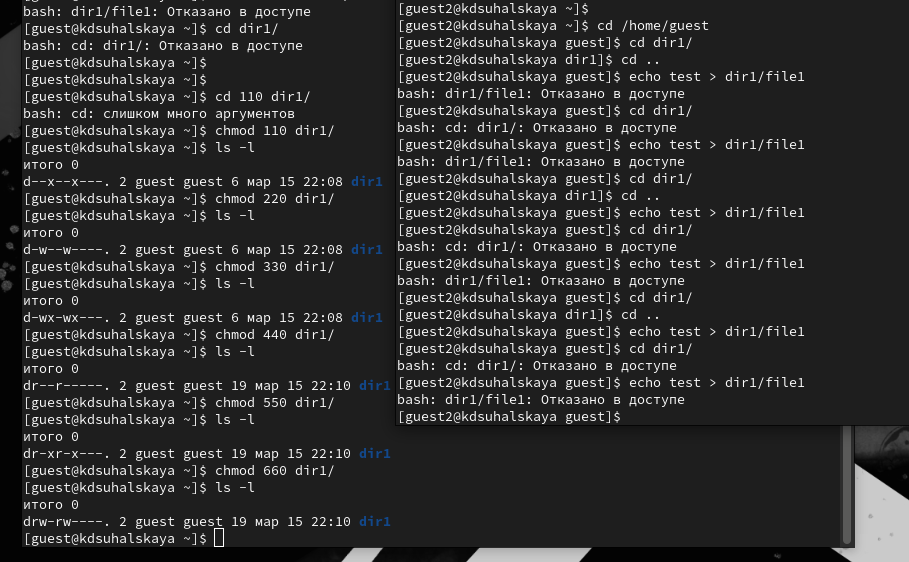 bash: dir1/file1: Отказано в доступе
[guest@kdsuhalskaya ~]$ cd dir1/
bash: cd: dir1/: Отказано в доступе
[guest@kdsuhalskaya ~]$
[guest@kdsuhalskaya ~]$
[guest@kdsuhalskaya ~]$ cd 110 dir1/
bash: cd: слишком много аргументов
[guest@kdsuhalskaya ~]$ chmod 110 dir1/
[guest@kdsuhalskaya ~]$ ls -l
итого 0
d--x--x---. 2 guest guest 6 мар 15 22:08 dir1
[guest@kdsuhalskaya ~]$ chmod 220 dir1/
[guest@kdsuhalskaya ~]$ ls -l
итого 0
d-w--w----. 2 guest guest 6 мар 15 22:08 dir1
[guest@kdsuhalskaya ~]$ chmod 330 dir1/
[guest@kdsuhalskaya ~]$ ls -l
итого 0
d-wx-wx---. 2 guest guest 6 мар 15 22:08 dir1
[guest@kdsuhalskaya ~]$ chmod 440 dir1/
[guest@kdsuhalskaya ~]$ ls -l
итого 0
dr--r-----. 2 guest guest 19 мар 15 22:10 dir1
[guest@kdsuhalskaya ~]$ chmod 550 dir1/
[guest@kdsuhalskaya ~]$ ls -l
итого 0
dr-xr-x---. 2 guest guest 19 мар 15 22:10 dir1
[guest@kdsuhalskaya ~]$ chmod 660 dir1/
[guest@kdsuhalskaya ~]$ ls -l
итого 0
drw-rw----. 2 guest guest 19 мар 15 22:10 dir1
[guest@kdsuhalskaya ~]$
[guest2@kdsuhalskaya ~]$
[guest2@kdsuhalskaya ~]$ cd /home/guest
[guest2@kdsuhalskaya guest]$ cd dir1/
[guest2@kdsuhalskaya dir1]$ cd ..
[guest2@kdsuhalskaya guest]$ echo test > dir1/file1
bash: dir1/file1: Отказано в доступе
[guest2@kdsuhalskaya guest]$ cd dir1/
bash: cd: dir1/: Отказано в доступе
[guest2@kdsuhalskaya guest]$ echo test > dir1/file1
bash: dir1/file1: Отказано в доступе
[guest2@kdsuhalskaya guest]$ cd dir1/
[guest2@kdsuhalskaya dir1]$ cd ..
[guest2@kdsuhalskaya guest]$ echo test > dir1/file1
[guest2@kdsuhalskaya guest]$ cd dir1/
bash: cd: dir1/: Отказано в доступе
[guest2@kdsuhalskaya guest]$ echo test > dir1/file1
bash: dir1/file1: Отказано в доступе
[guest2@kdsuhalskaya guest]$ cd dir1/
[guest2@kdsuhalskaya dir1]$ cd ..
[guest2@kdsuhalskaya guest]$ echo test > dir1/file1
[guest2@kdsuhalskaya guest]$ cd dir1/
bash: cd: dir1/: Отказано в доступе
[guest2@kdsuhalskaya guest]$ echo test > dir1/file1
bash: dir1/file1: Отказано в доступе
[guest2@kdsuhalskaya guest]$